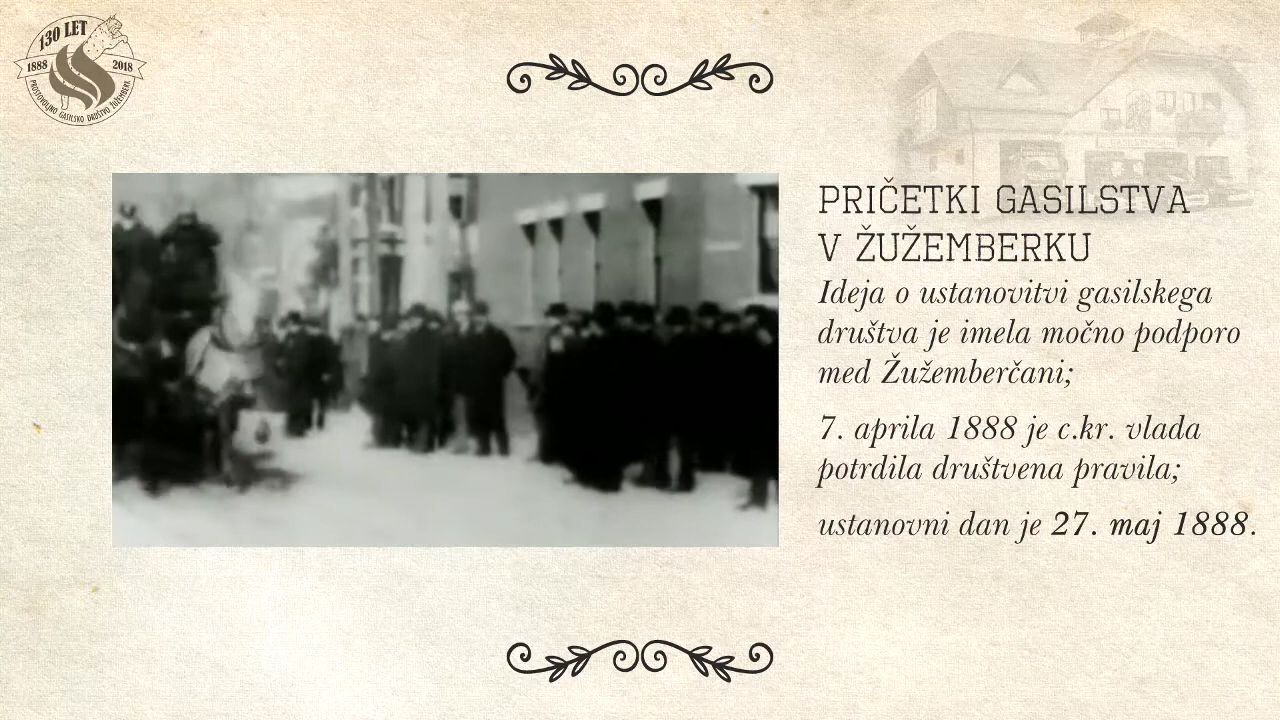 130 LET
1888 2018
PROSTOVOLJNO GASILSKO DRUŠTVO ŽUŽEMBERK
PRIČETKI GASILSTVA
V ŽUŽEMBERKU
Ideja o ustanovitvi gasilskega
društva je imela močno podporo
med Žužemberčani;
7. aprila 1888 je c.kr. vlada
potrdila društvena pravila;
ustanovni dan je 27. maj 1888.